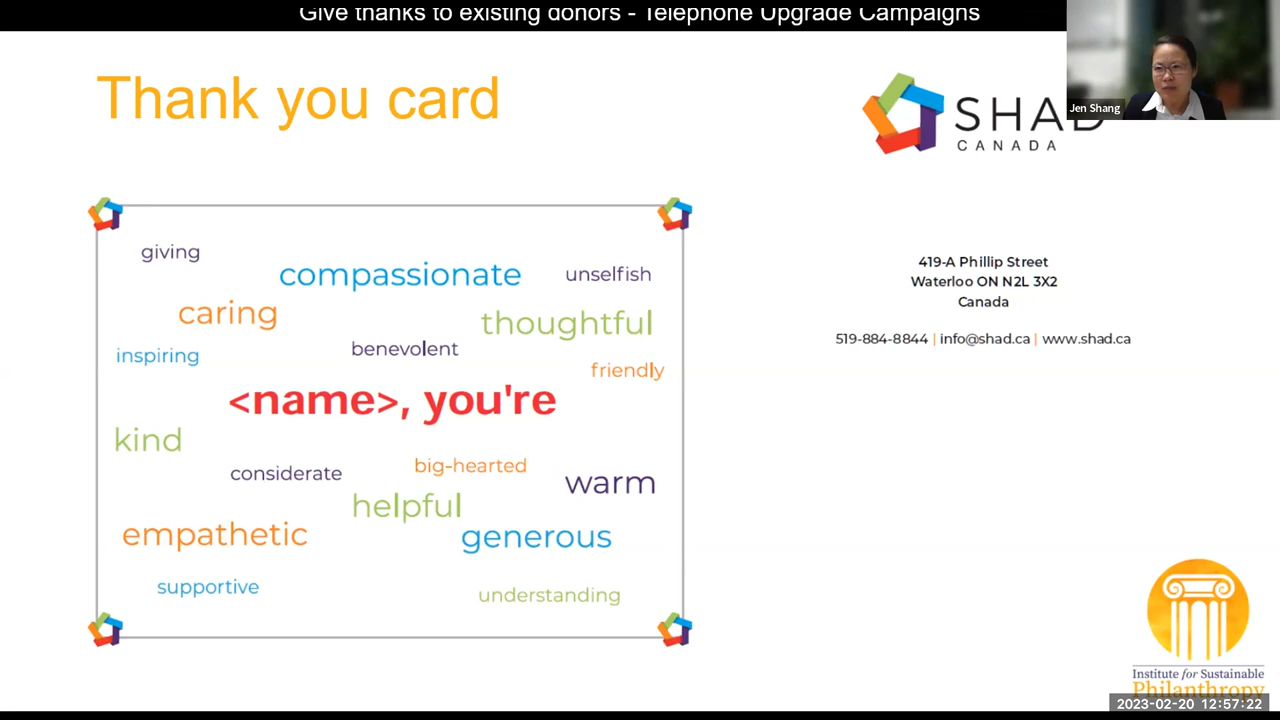 Give thanks to existing donors - Telephone Upgrade Campaigns
Jen Shang
Thank you card
SHAD
CANADA
giving
compassionate
unselfish
caring
thoughtful
inspiring
benevolent
friendly
<name>, you're
kind
considerate
big-hearted
warm
helpful
empathetic
generous
supportive
understanding
419-A Phillip Street
Waterloo ON N2L 3X2
Canada
519-884-8844 | info@shad.ca | www.shad.ca
Institute for Sustainable
Philanthropy
2023-02-20 12:57:22